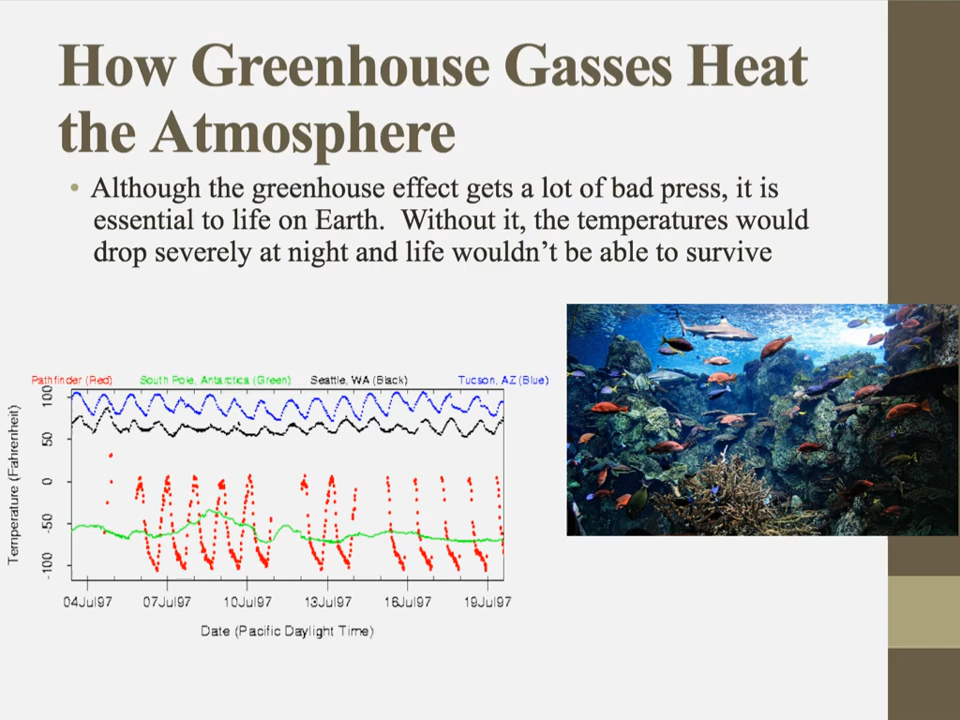 How Greenhouse Gasses Heat
the Atmosphere
• Although the greenhouse effect gets a lot of bad press, it is
essential to life on Earth.  Without it, the temperatures would
drop severely at night and life wouldn’t be able to survive
Pathfinder (Red) South Pole, Antarctica (Green) Seattle, WA (Black) Tucson, AZ (Blue)
Temperature (Fahrenheit)
100
50
0
-50
-100
04Jul97 07Jul97 10Jul97 13Jul97 16Jul97 19Jul97
Date (Pacific Daylight Time)